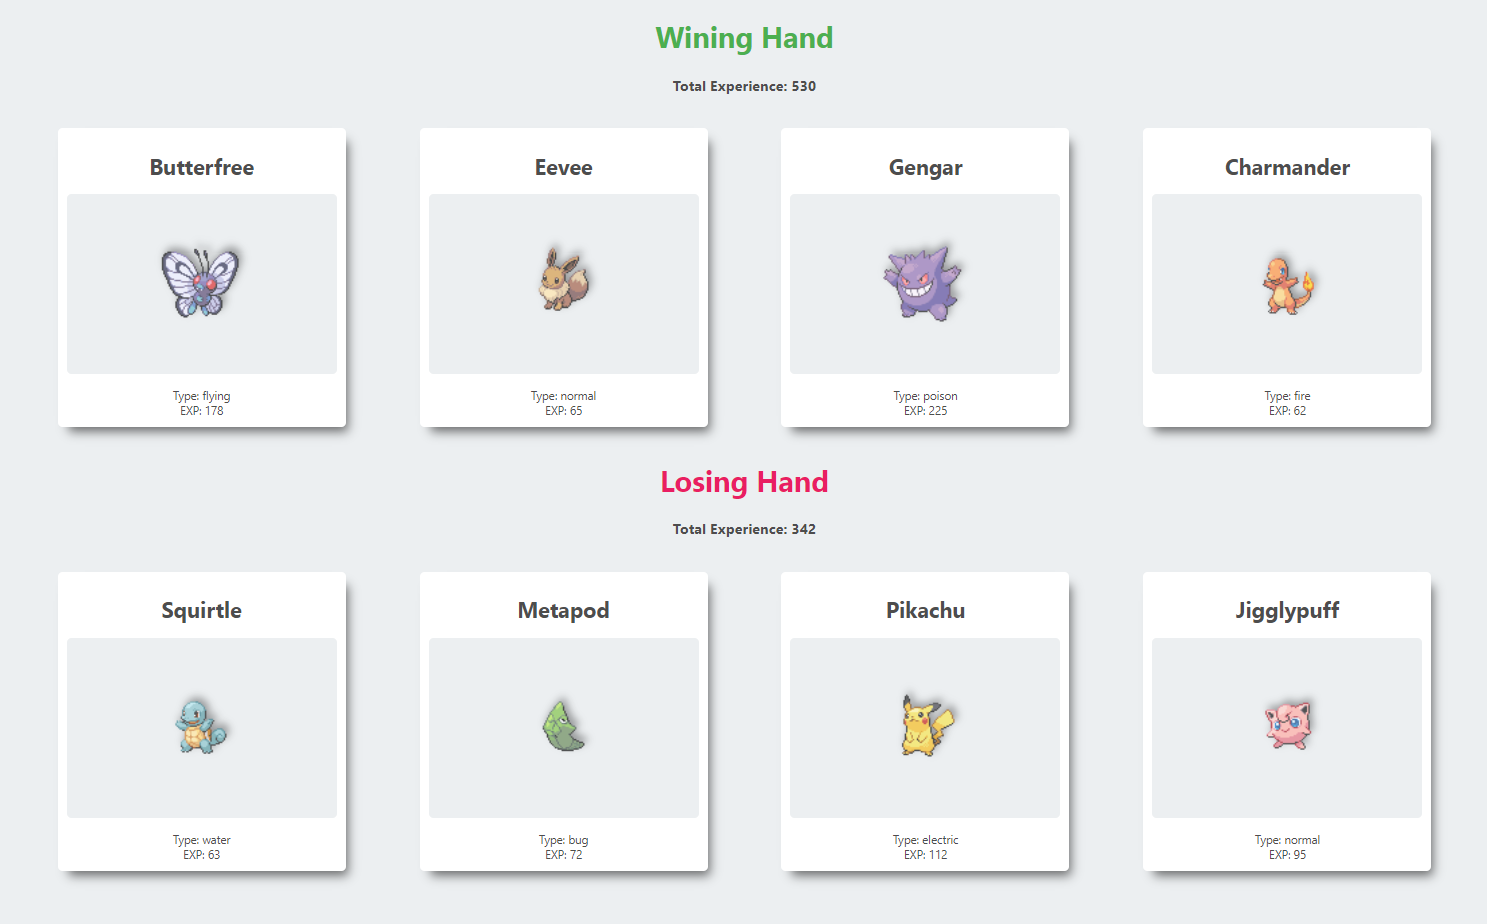 Wining Hand
Total Experience: 530
Butterfree
Eevee
Gengar
Charmander
Type: flying
EXP: 178
Type: normal
EXP: 65
Type: poison
EXP: 225
Type: fire
EXP: 62
Losing Hand
Total Experience: 342
Squirtle
Metapod
Pikachu
Jigglypuff
Type: water
EXP: 63
Type: bug
EXP: 72
Type: electric
EXP: 112
Type: normal
EXP: 95